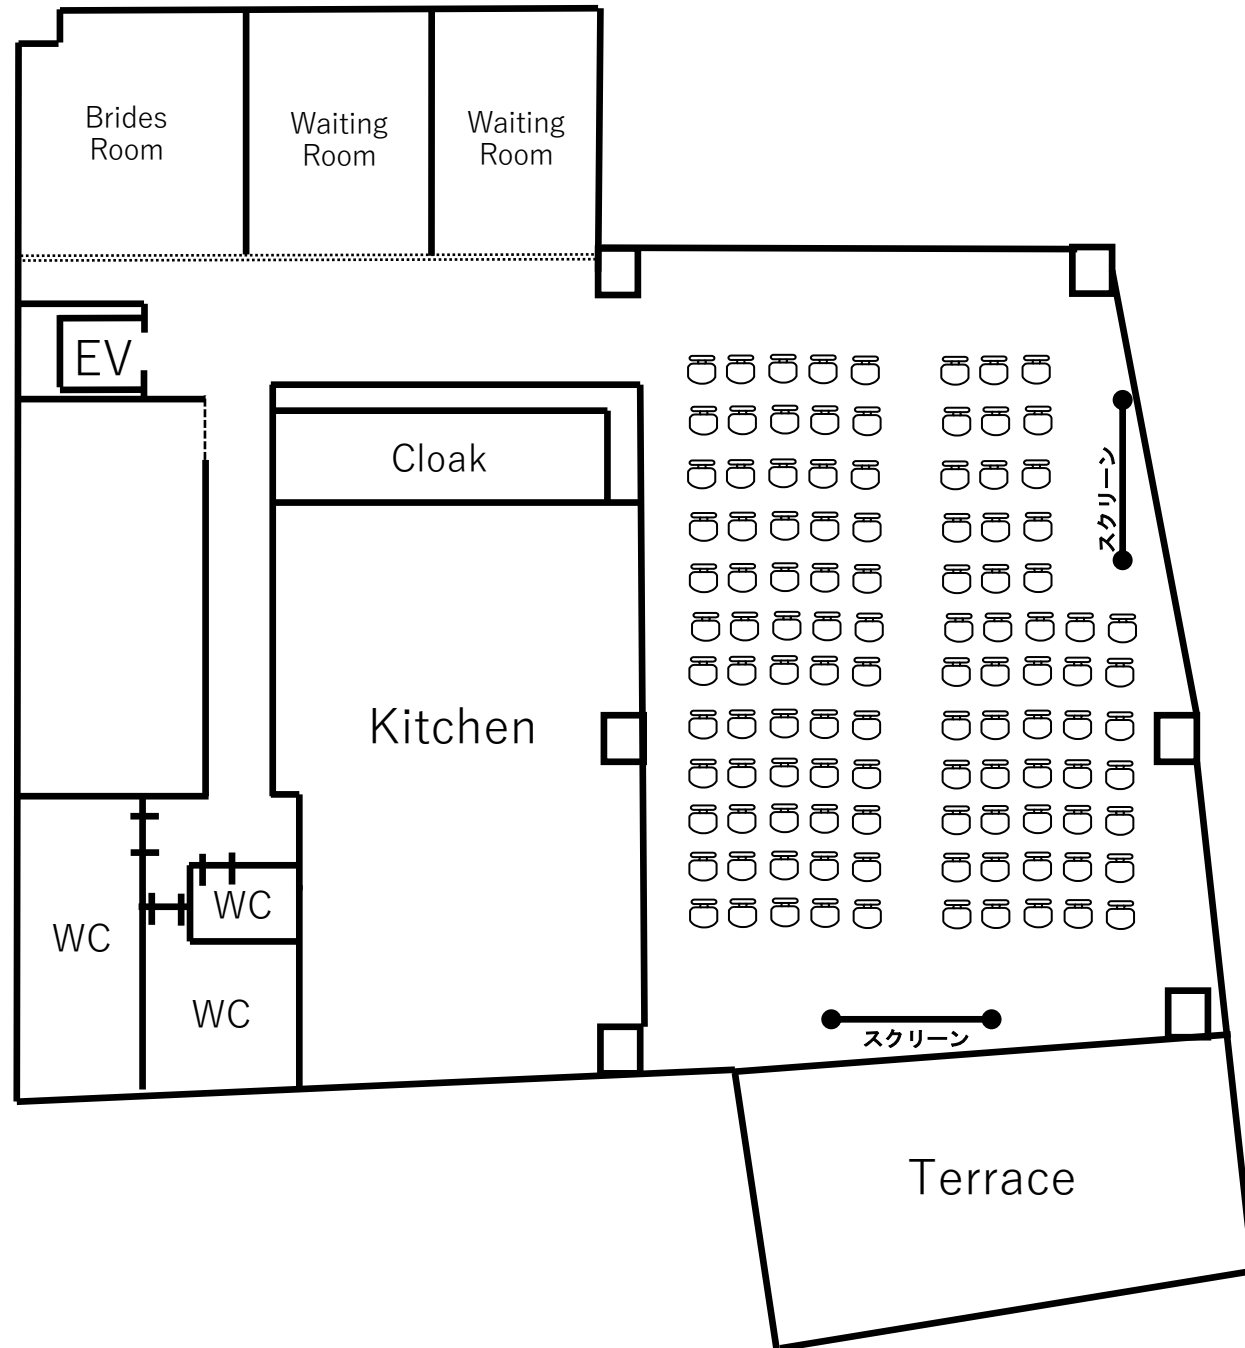 Brides
Room
Waiting
Room
Waiting
Room
EV
Cloak
スクリーン
Kitchen
WC
WC
WC
スクリーン
Terrace